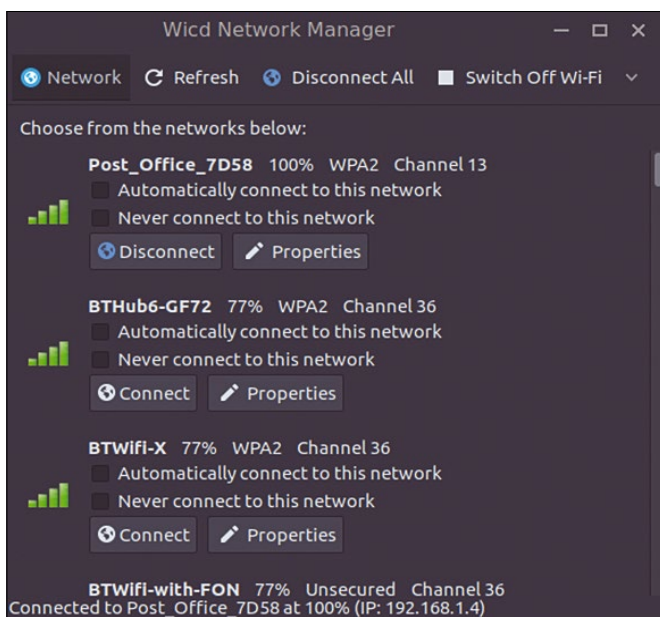 Wicd Network Manager
Network Refresh Disconnect All Switch Off Wi-Fi
Choose from the networks below:
Post_Office_7D58 100% WPA2 Channel 13
Automatically connect to this network
Never connect to this network
Disconnect Properties
BTHub6-GF72 77% WPA2 Channel 36
Automatically connect to this network
Never connect to this network
Connect Properties
BTWifi-X 77% WPA2 Channel 36
Automatically connect to this network
Never connect to this network
Connect Properties
BTWifi-with-FON 77% Unsecured Channel 36
Connected to Post_Office_7D58 at 100% (IP: 192.168.1.4)